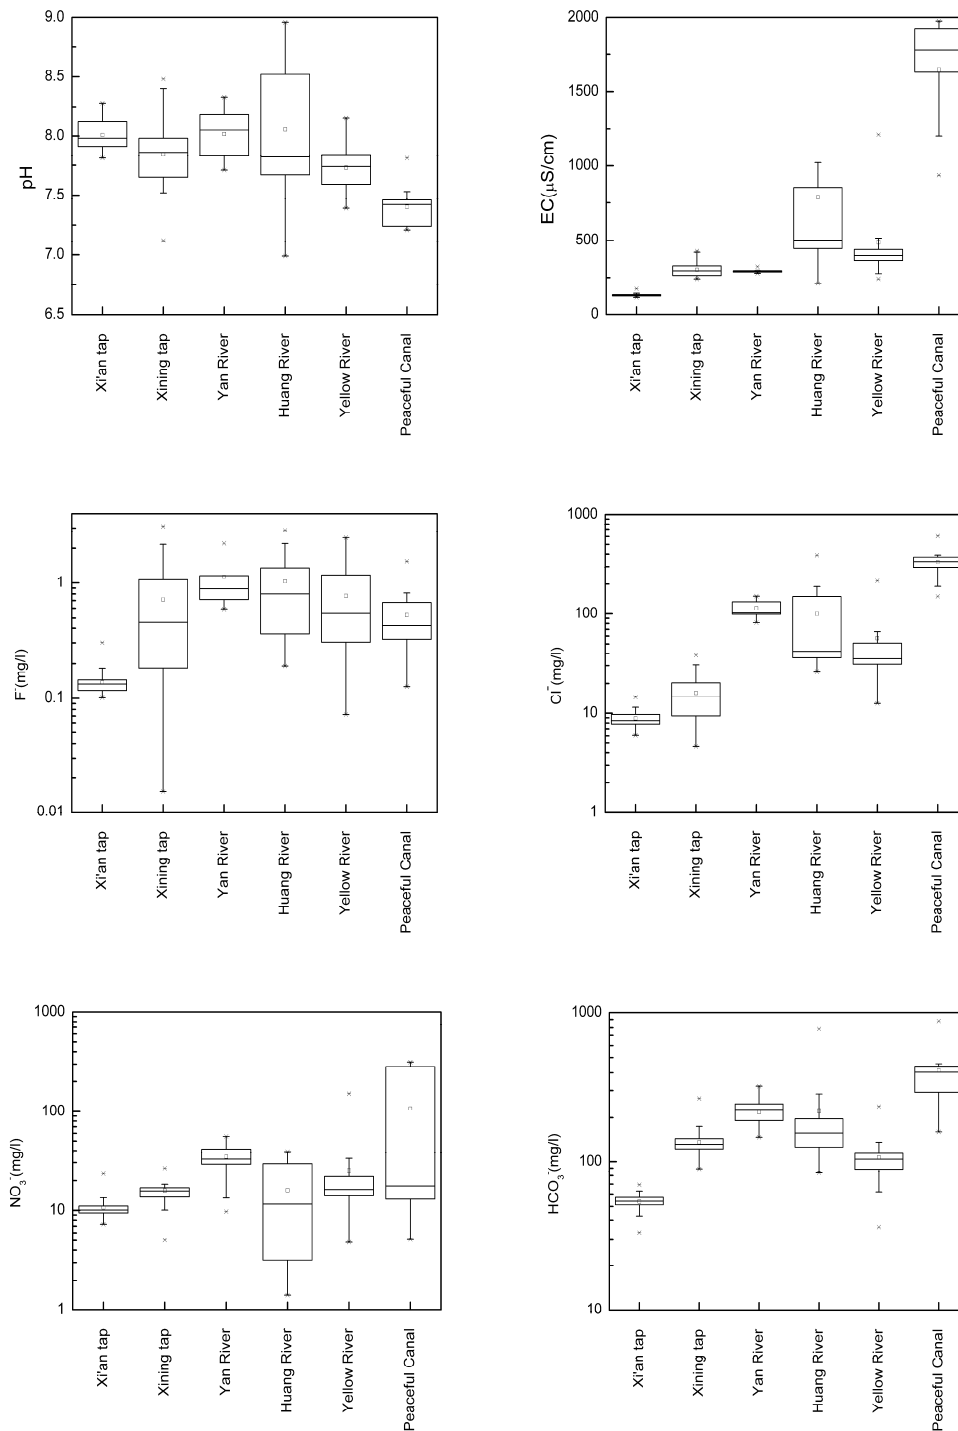 9.0
8.5
8.0
7.5
7.0
6.5
pH
Xi'an tap
Xining tap
Yan River
Huang River
Yellow River
Peaceful Canal
2000
1500
1000
500
0
EC(μS/cm)
Xi'an tap
Xining tap
Yan River
Huang River
Yellow River
Peaceful Canal
1
0.1
0.01
F⁻(mg/l)
Xi'an tap
Xining tap
Yan River
Huang River
Yellow River
Peaceful Canal
1000
100
10
1
Cl⁻(mg/l)
Xi'an tap
Xining tap
Yan River
Huang River
Yellow River
Peaceful Canal
1000
100
10
1
NO₃⁻(mg/l)
Xi'an tap
Xining tap
Yan River
Huang River
Yellow River
Peaceful Canal
1000
100
10
HCO₃⁻(mg/l)
Xi'an tap
Xining tap
Yan River
Huang River
Yellow River
Peaceful Canal